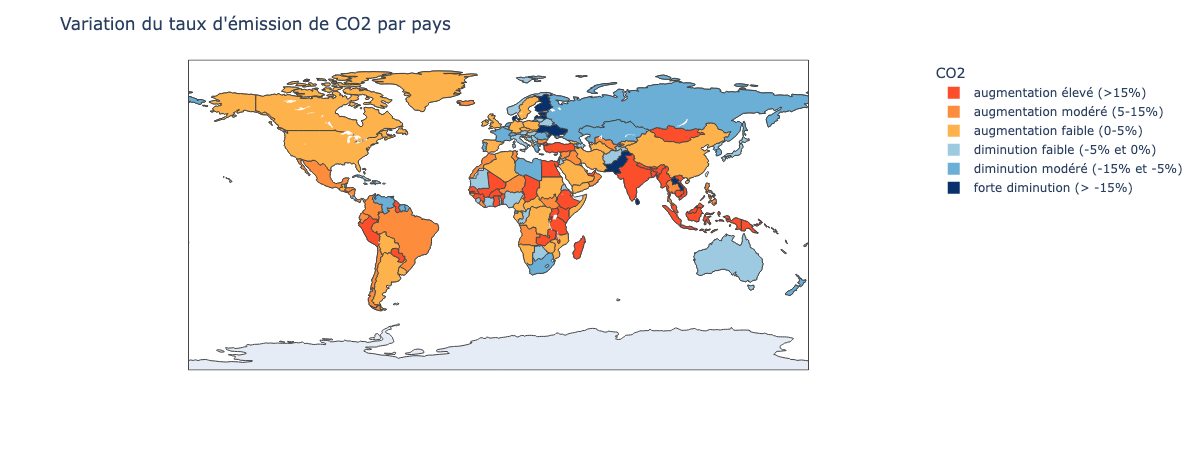 Variation du taux d'émission de CO2 par pays
CO2
augmentation élevé (>15%)
augmentation modéré (5-15%)
augmentation faible (0-5%)
diminution faible (-5% et 0%)
diminution modéré (-15% et -5%)
forte diminution (> -15%)